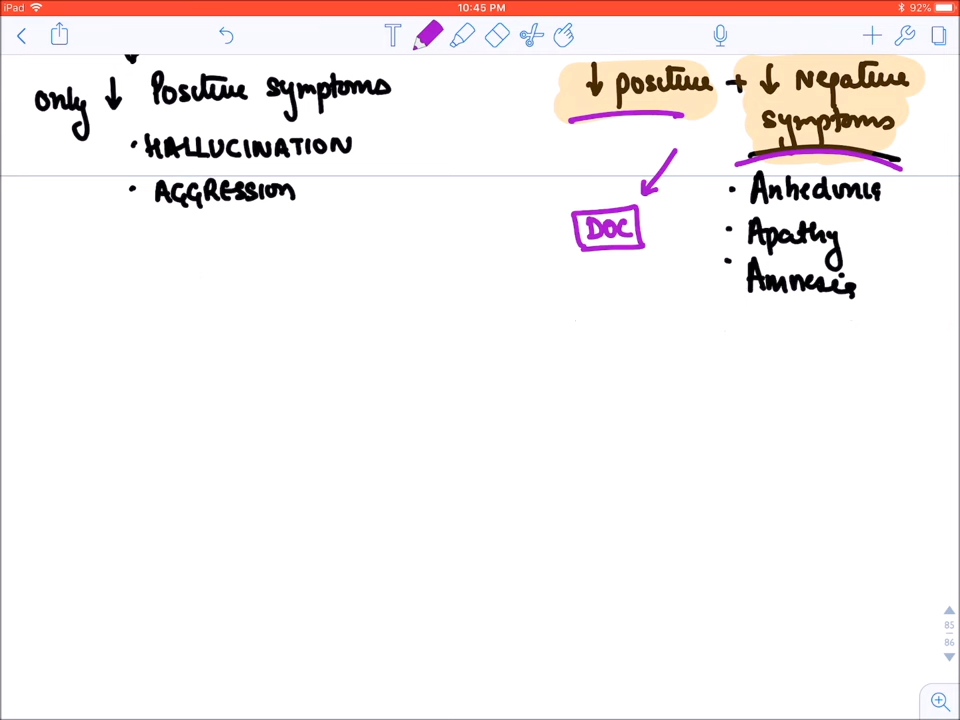 iPad
10:45 PM
92%
T
only ↓ Positive symptoms
· HALLUCINATION
· AGGRESSION
↓ positive + ↓ Negative
symptoms
DOC
· Anhedonia
· Apathy
· Amnesia
85
86